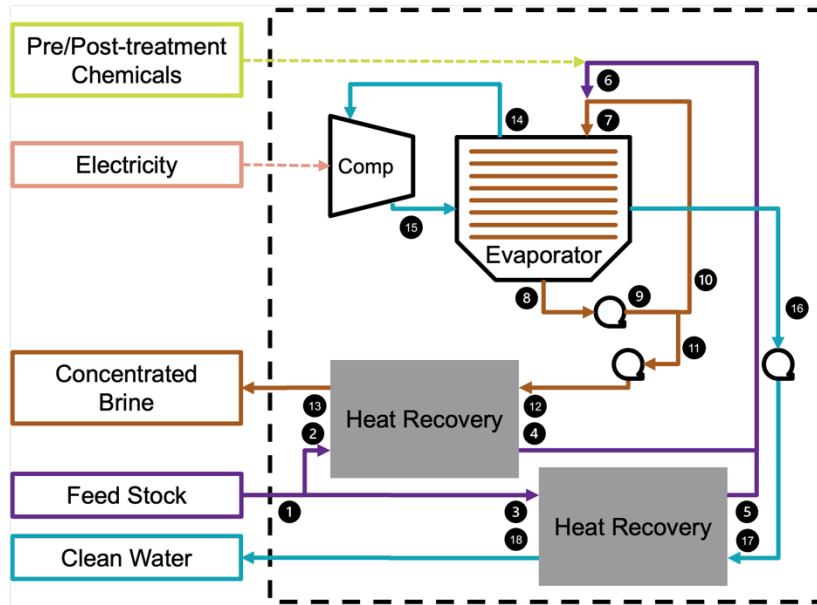 Pre/Post-treatment
Chemicals
6
14
7
Electricity
Comp
15
Evaporator
8
9
10
16
11
Concentrated
Brine
13
12
Heat Recovery
2
4
Feed Stock
1
3
5
Heat Recovery
18
17
Clean Water